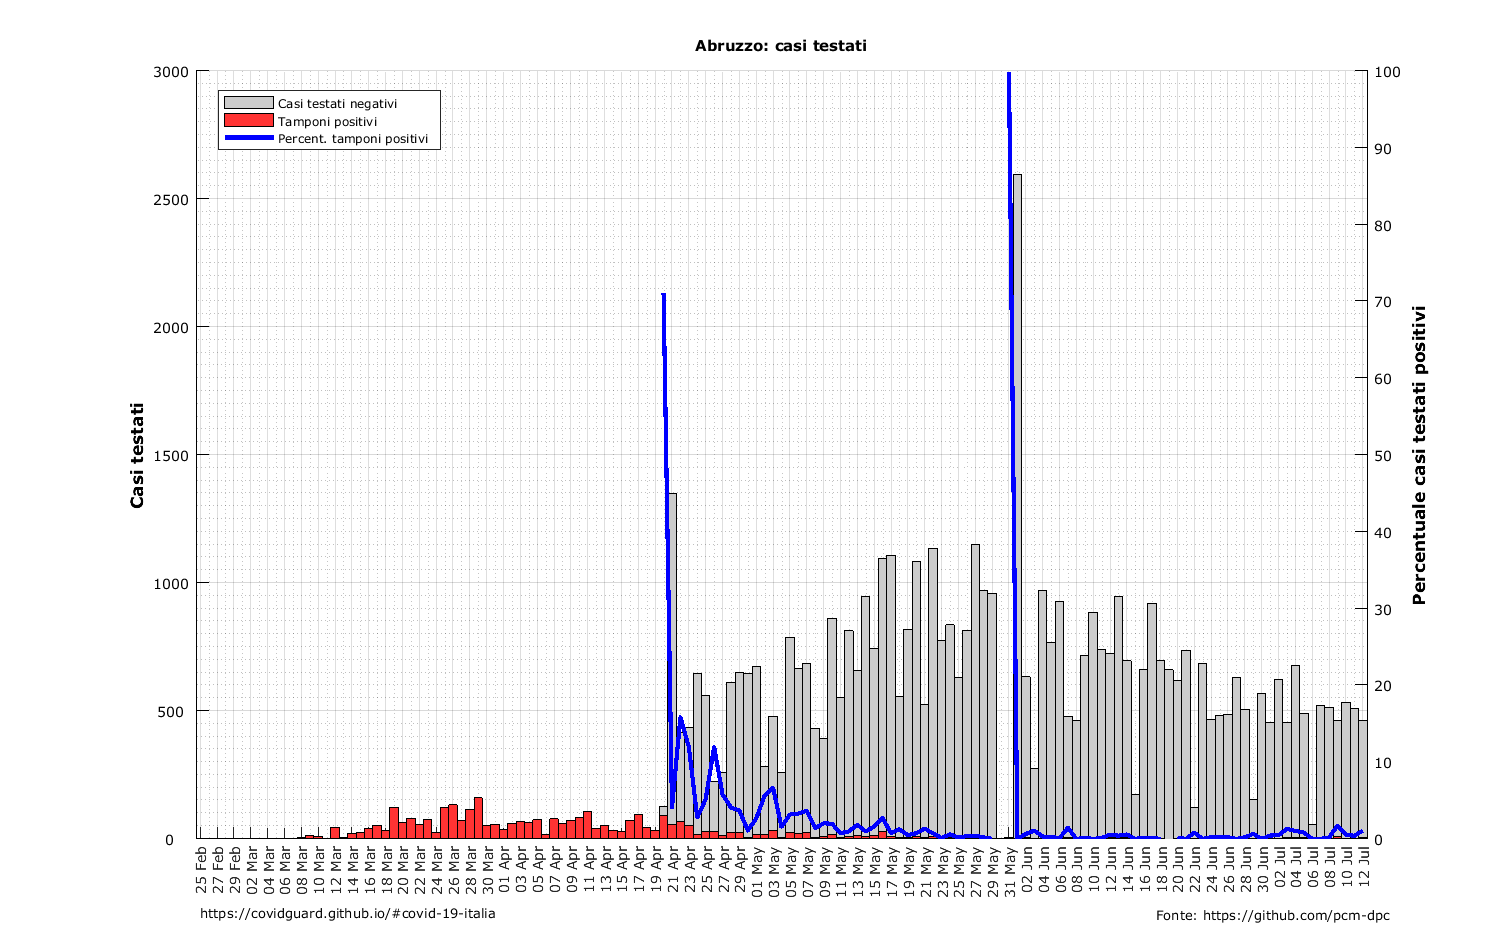 Abruzzo: casi testati
Casi testati negativi
Tamponi positivi
Percent. tamponi positivi
Casi testati
3000
2500
2000
1500
1000
500
0
Percentuale casi testati positivi
100
90
80
70
60
50
40
30
20
10
0
25 Feb
27 Feb
29 Feb
02 Mar
04 Mar
06 Mar
08 Mar
10 Mar
12 Mar
14 Mar
16 Mar
18 Mar
20 Mar
22 Mar
24 Mar
26 Mar
28 Mar
30 Mar
01 Apr
03 Apr
05 Apr
07 Apr
09 Apr
11 Apr
13 Apr
15 Apr
17 Apr
19 Apr
21 Apr
23 Apr
25 Apr
27 Apr
29 Apr
01 May
03 May
05 May
07 May
09 May
11 May
13 May
15 May
17 May
19 May
21 May
23 May
25 May
27 May
29 May
31 May
02 Jun
04 Jun
06 Jun
08 Jun
10 Jun
12 Jun
14 Jun
16 Jun
18 Jun
20 Jun
22 Jun
24 Jun
26 Jun
28 Jun
30 Jun
02 Jul
04 Jul
06 Jul
08 Jul
10 Jul
12 Jul
https://covidguard.github.io/#covid-19-italia
Fonte: https://github.com/pcm-dpc